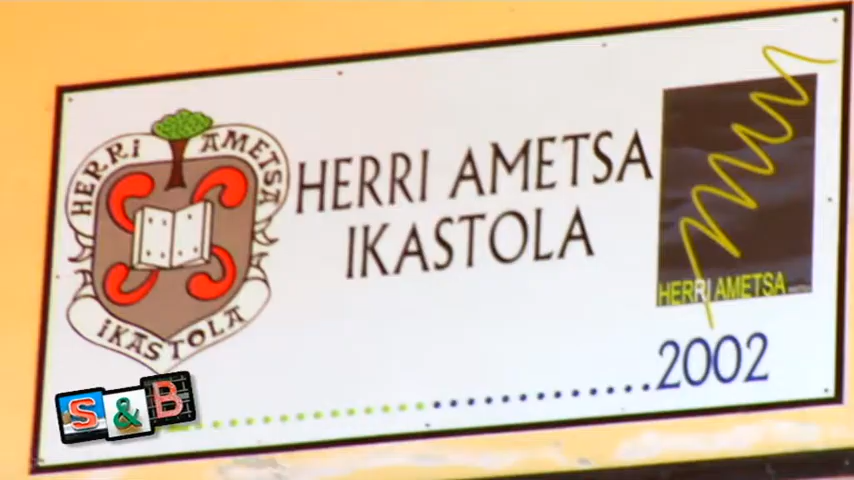 HERRI AMETSA
IKASTOLA
HERRI AMETSA
IKASTOLA
HERRI AMETSA
2002
S & B